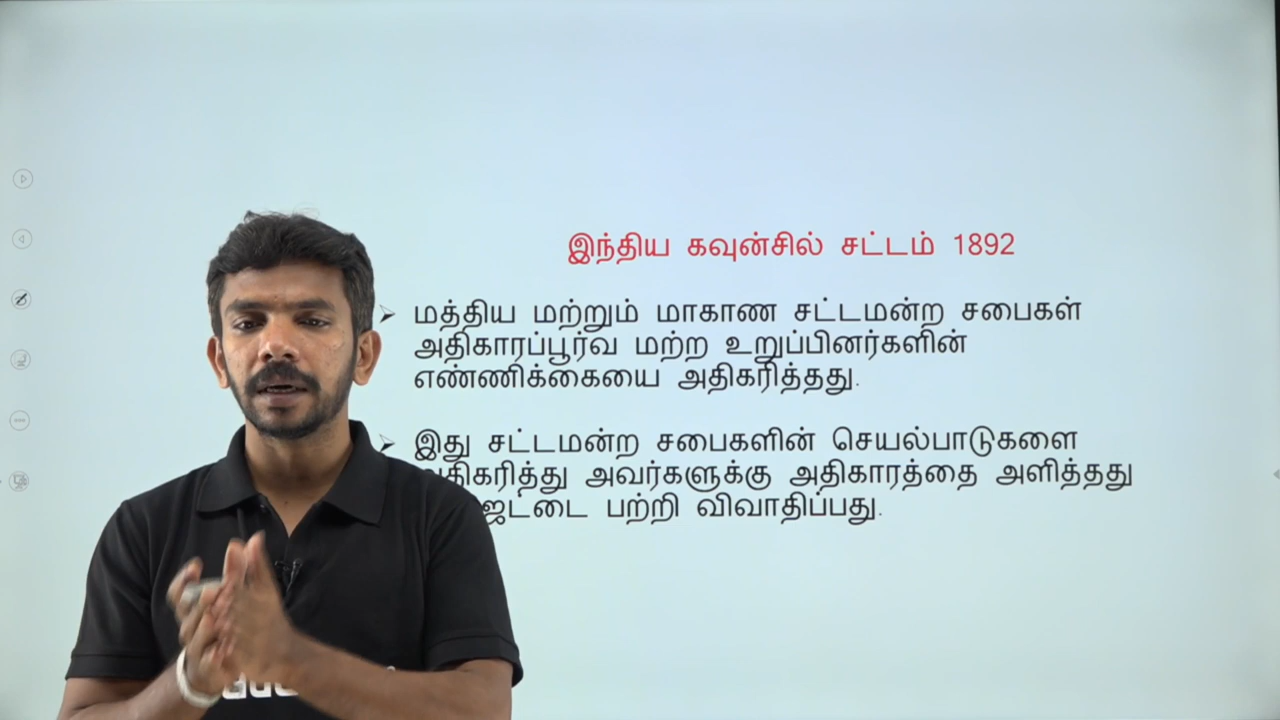 இந்திய கவுன்சில் சட்டம் 1892
மத்திய மற்றும் மாகாண சட்டமன்ற சபைகள்
அதிகாரப்பூர்வ மற்ற உறுப்பினர்களின்
எண்ணிக்கையை அதிகரித்தது.
இது சட்டமன்ற சபைகளின் செயல்பாடுகளை
அவர்களுக்கு அதிகாரத்தை அளித்தது
பற்றி விவாதிப்பது.